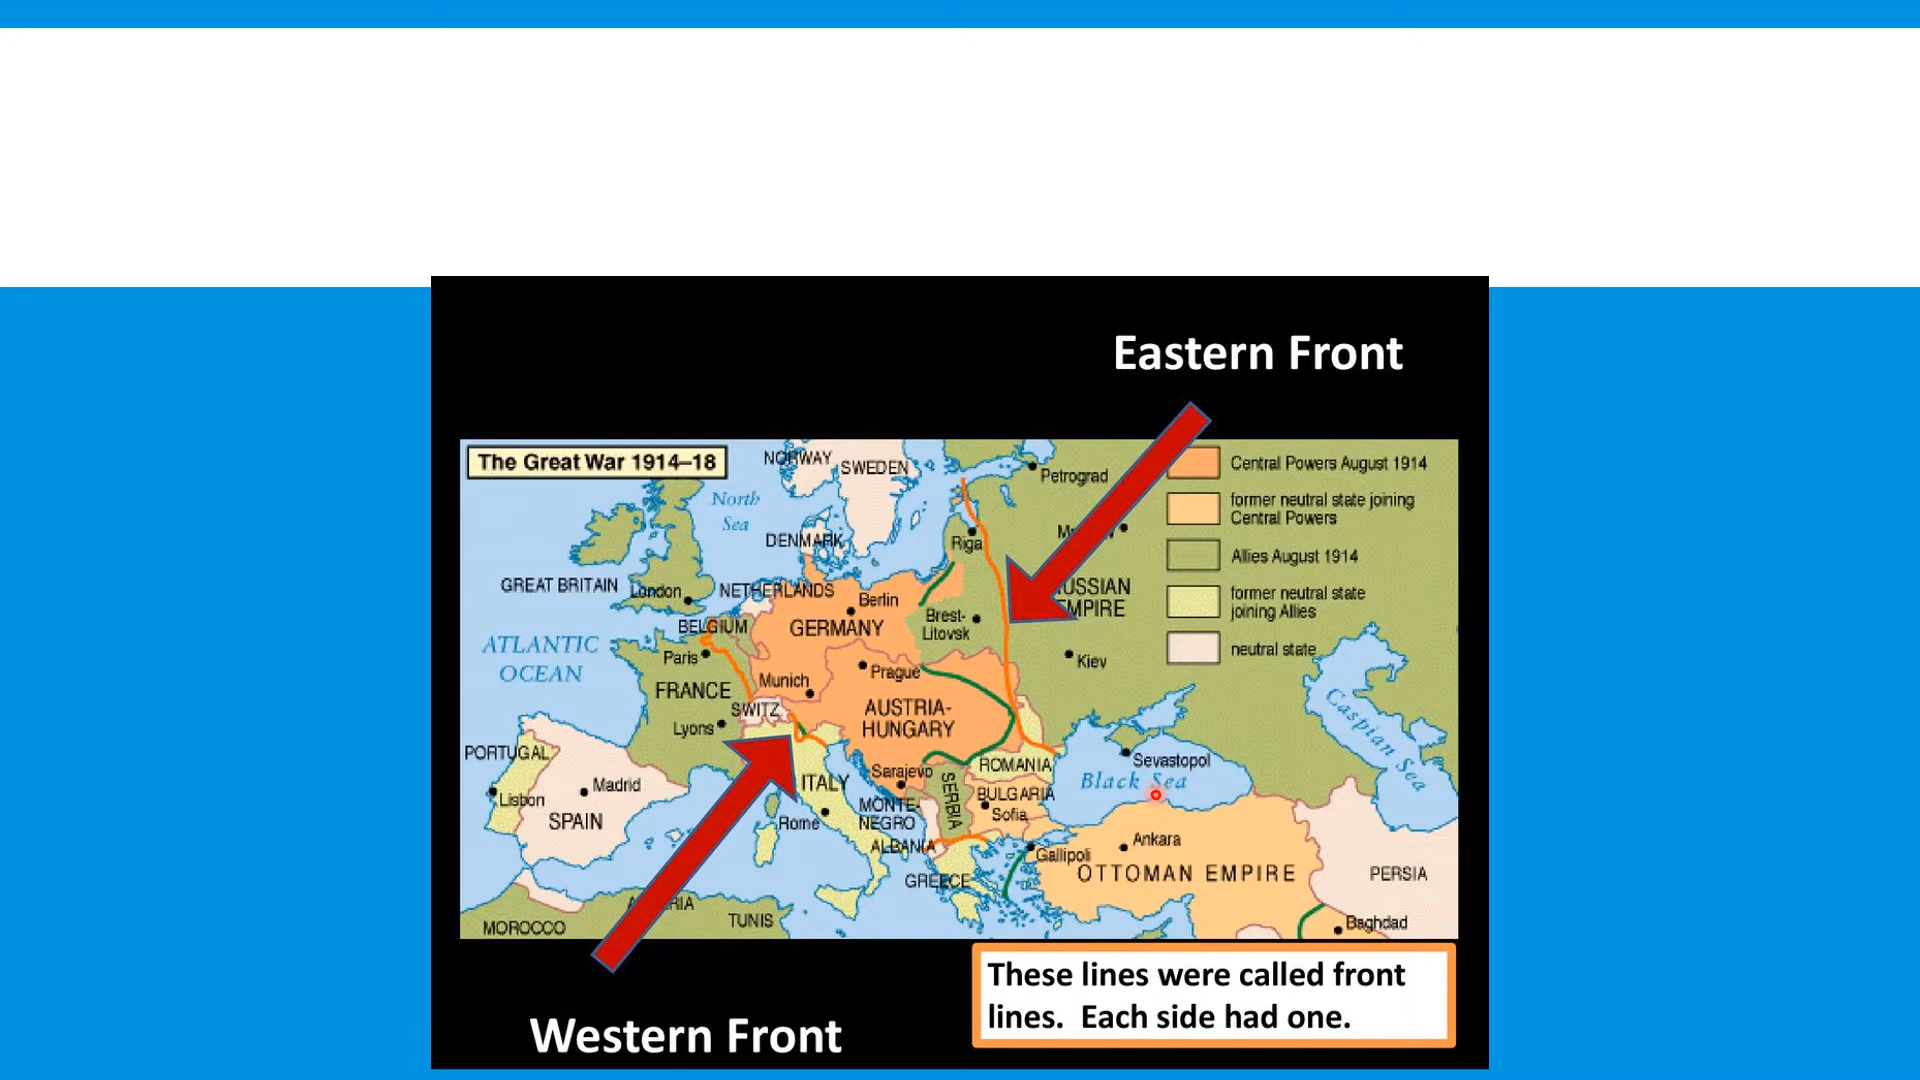 Eastern Front
The Great War 1914–18
NORWAY
SWEDEN
Petrograd
Central Powers August 1914
North
Sea
former neutral state joining
Central Powers
DENMARK
Riga
Allies August 1914
GREAT BRITAIN
London
NETHERLANDS
Berlin
former neutral state
joining Allies
BELGIUM
GERMANY
Brest-
Litovsk
ATLANTIC
OCEAN
Paris
Prague
Kiev
neutral state
FRANCE
Munich
SWITZ
AUSTRIA-
HUNGARY
Lyons
Caspian Sea
PORTUGAL
Madrid
ITALY
Sarajevo
ROMANIA
Sevastopol
Black Sea
Lisbon
SPAIN
Rome
MONTE-
NEGRO
SERBIA
BULGARIA
Sofia
ALBANIA
Gallipoli
Ankara
GREECE
OTTOMAN EMPIRE
PERSIA
MOROCCO
TUNIS
Baghdad
These lines were called front
lines. Each side had one.
Western Front